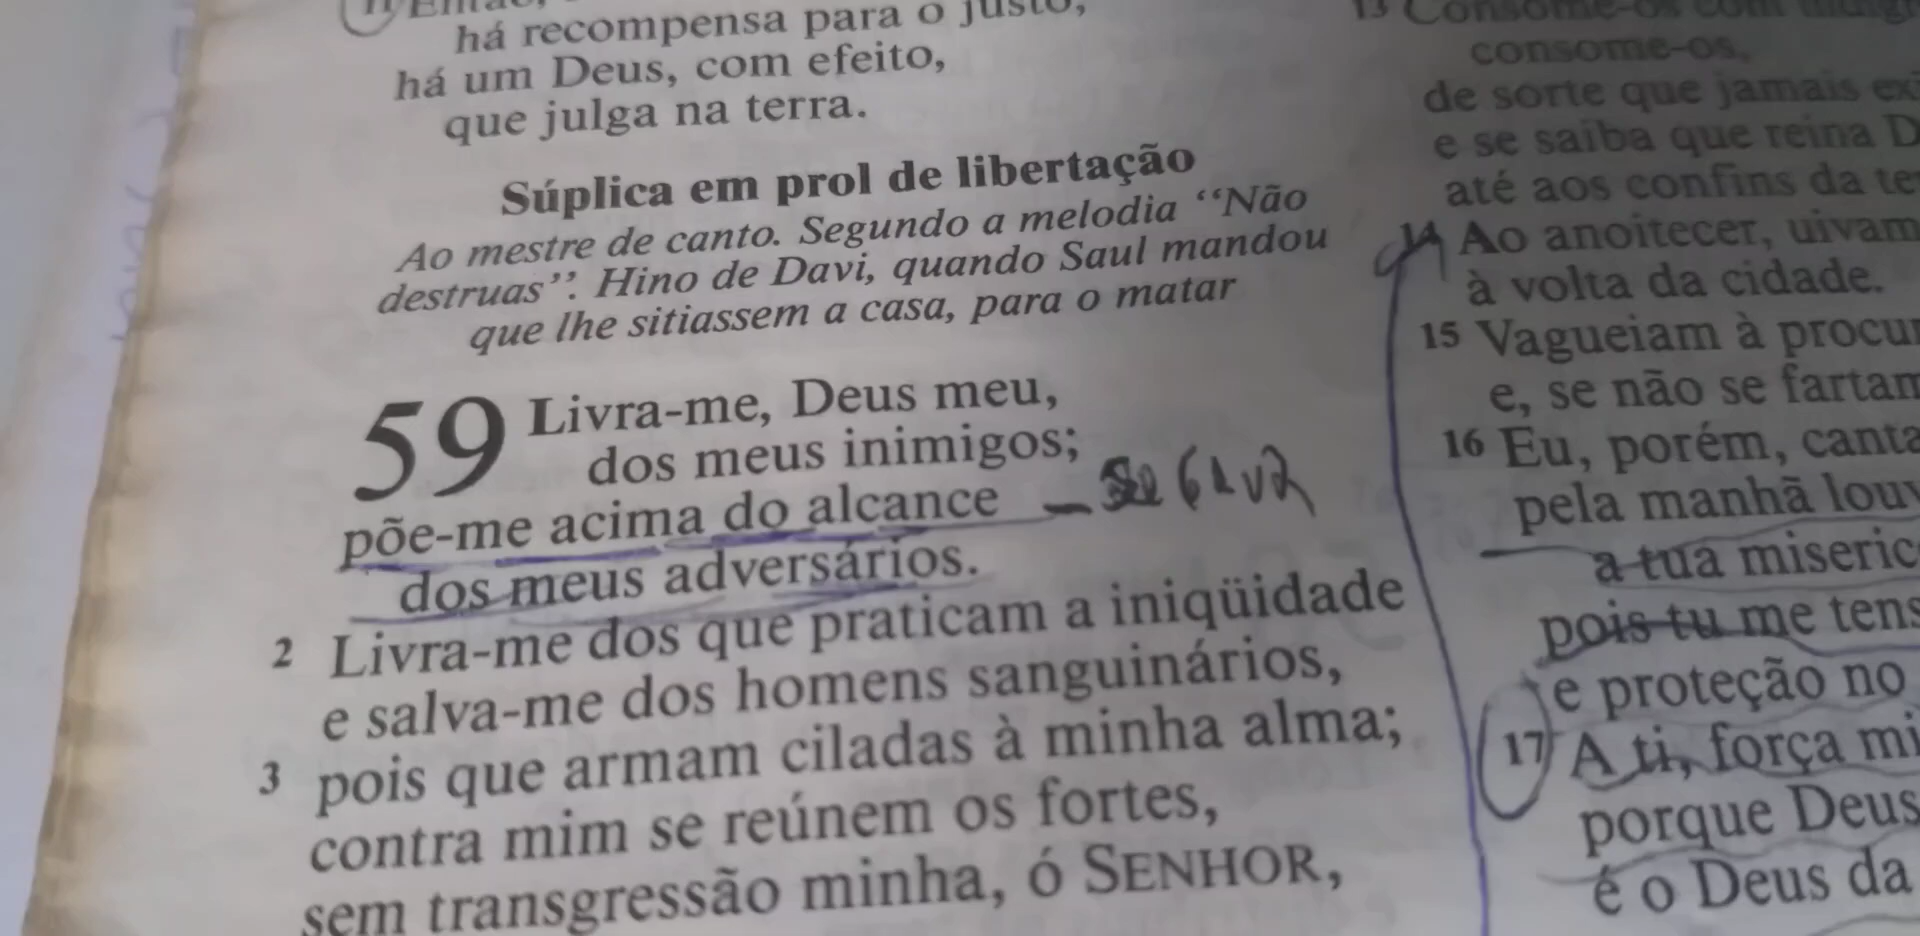 há recompensa para o justo,
há um Deus, com efeito,
que julga na terra.
Súplica em prol de libertação
Ao mestre de canto. Segundo a melodia “Não
destruas”. Hino de Davi, quando Saul mandou
que lhe sitiassem a casa, para o matar
59 Livra-me, Deus meu,
dos meus inimigos;
põe-me acima do alcance
dos meus adversários.
2 Livra-me dos que praticam a iniqüidade
e salva-me dos homens sanguinários,
3 pois que armam ciladas à minha alma;
contra mim se reúnem os fortes,
sem transgressão minha, ó SENHOR,
13 Consome-os com
consome-os,
de sorte que jamais
e se saiba que reina
até aos confins da
14 Ao anoitecer, uivam
à volta da cidade.
15 Vagueiam à
e, se não se fartam
16 Eu, porém,
pela manhã
a tua
pois tu me tens
e proteção no
17 A ti, força
porque Deus
é o Deus da